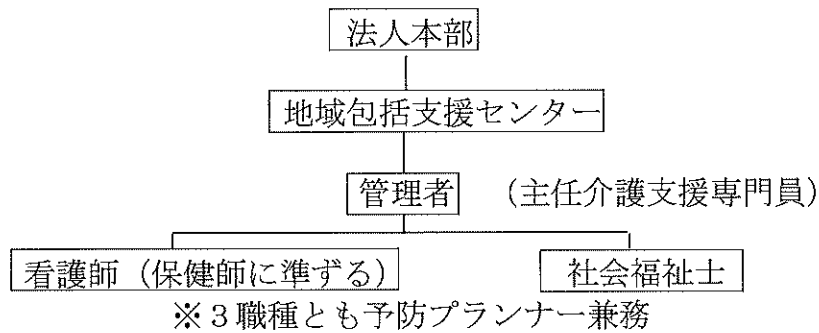 法人本部
地域包括支援センター
管理者 (主任介護支援専門員)
看護師 (保健師に準ずる) 社会福祉士
※3職種とも予防プランナー兼務